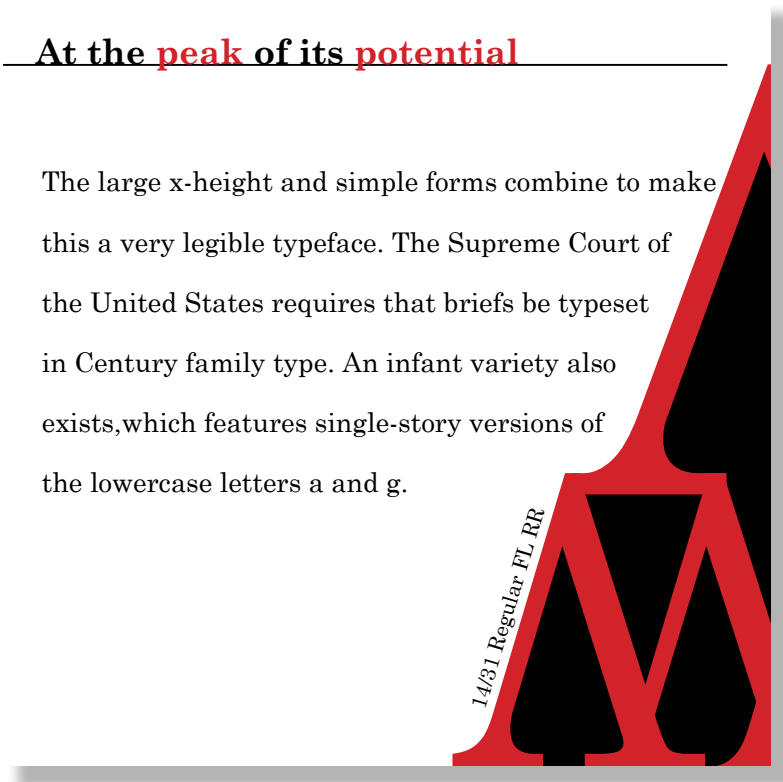 At the peak of its potential
The large x-height and simple forms combine to make
this a very legible typeface. The Supreme Court of
the United States requires that briefs be typeset
in Century family type. An infant variety also
exists,which features single-story versions of
the lowercase letters a and g.
14/31 Regular FL RR